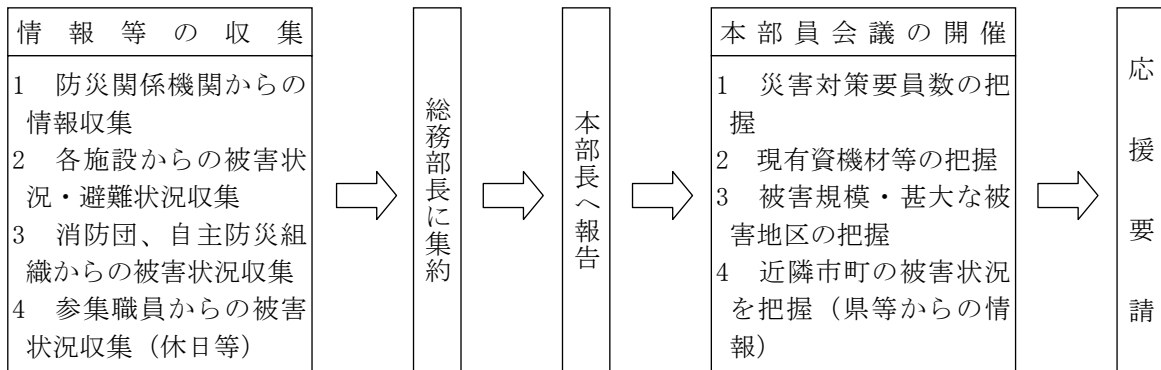 情報等の収集
1　防災関係機関からの
情報収集
2　各施設からの被害状
況・避難状況収集
3　消防団、自主防災組
織からの被害状況収集
4　参集職員からの被害
状況収集（休日等）
総務部長に集約
本部長へ報告
本部員会議の開催
1　災害対策要員数の把
握
2　現有資機材等の把握
3　被害規模・甚大な被
害地区の把握
4　近隣市町の被害状況
を把握（県等からの情
報）
応援要請